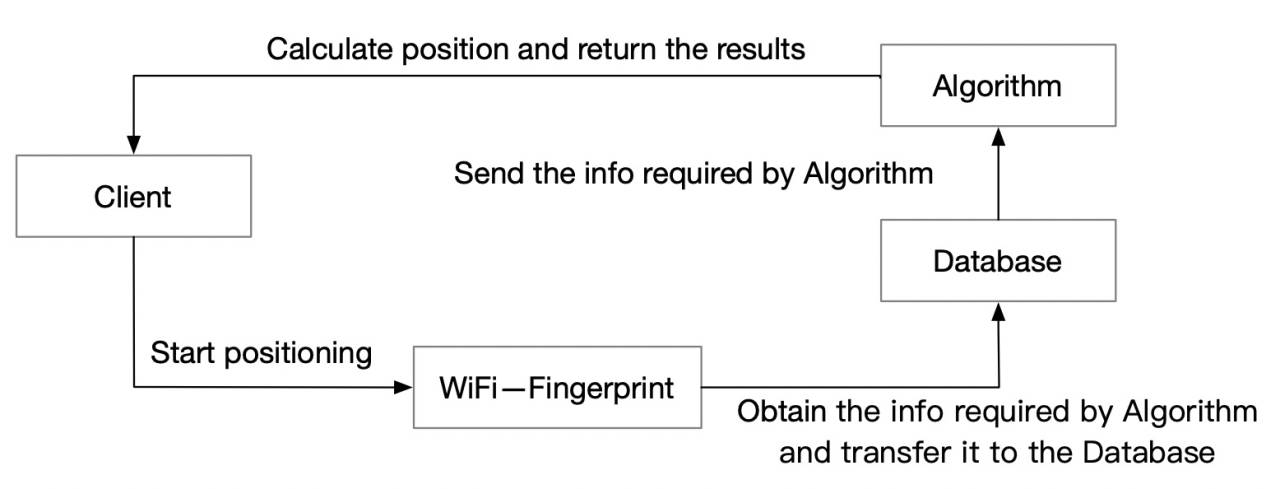 Calculate position and return the results
Algorithm
Send the info required by Algorithm
Client
Database
Start positioning
WiFi—Fingerprint
Obtain the info required by Algorithm
and transfer it to the Database